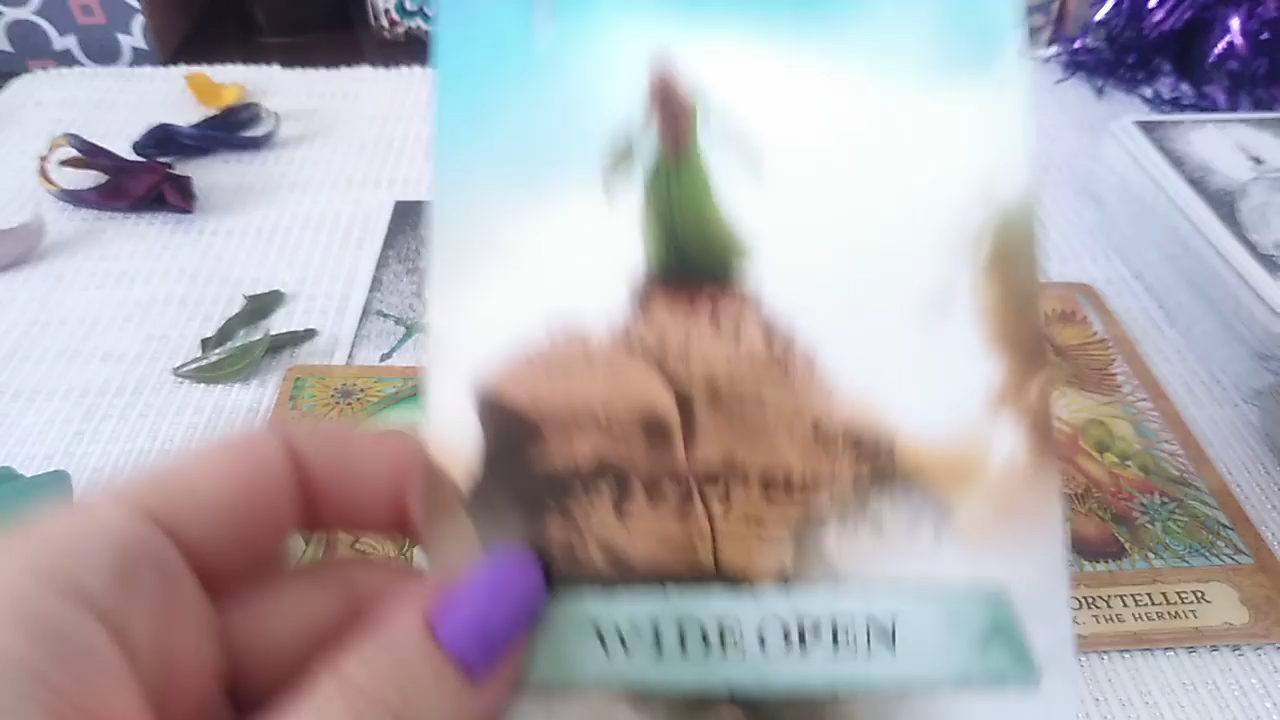 WIDE OPEN
ORYTELLER
. THE HERMIT